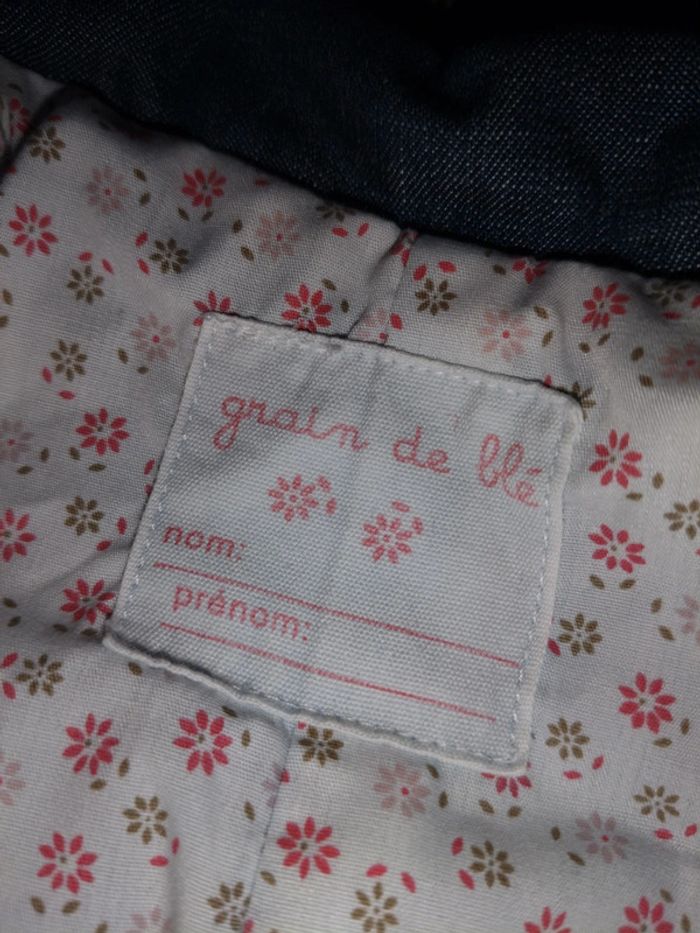 grain de blé
nom:
prénom: